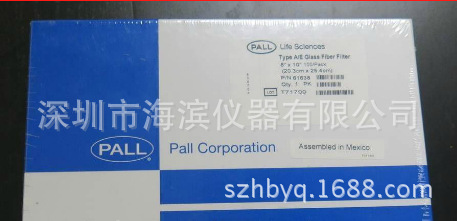 PALL
Life Sciences
Type A/E Glass Fiber Filter
8" x 10" 100/Pack
(20.3cm x 25.4cm)
P/N 61638
Qty. 1 PK
LOT T71700
深圳市海滨仪器有限公司
PALL
Pall Corporation
Assembled in Mexico
szhbyq.1688.com